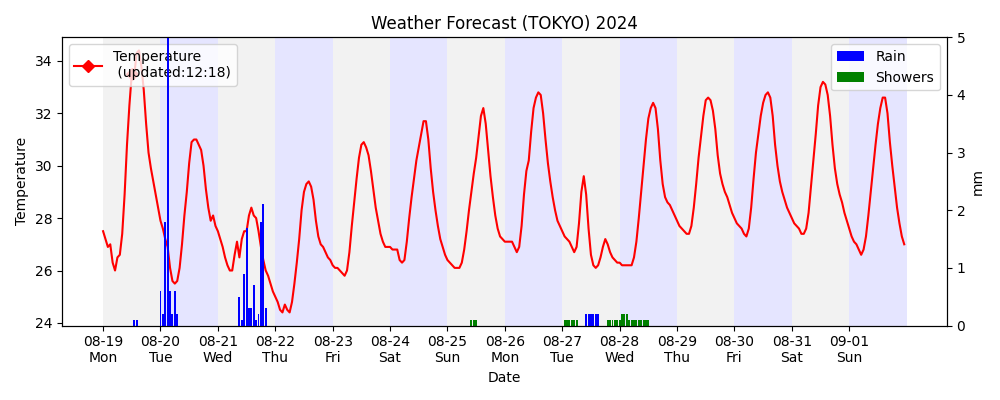 Weather Forecast (TOKYO) 2024
Temperature
(updated:12:18)
Rain
Showers
Temperature
34
32
30
28
26
24
5
4
3
2
1
0
mm
08-19 08-20 08-21 08-22 08-23 08-24 08-25 08-26 08-27 08-28 08-29 08-30 08-31 09-01
Mon Tue Wed Thu Fri Sat Sun Mon Tue Wed Thu Fri Sat Sun
Date